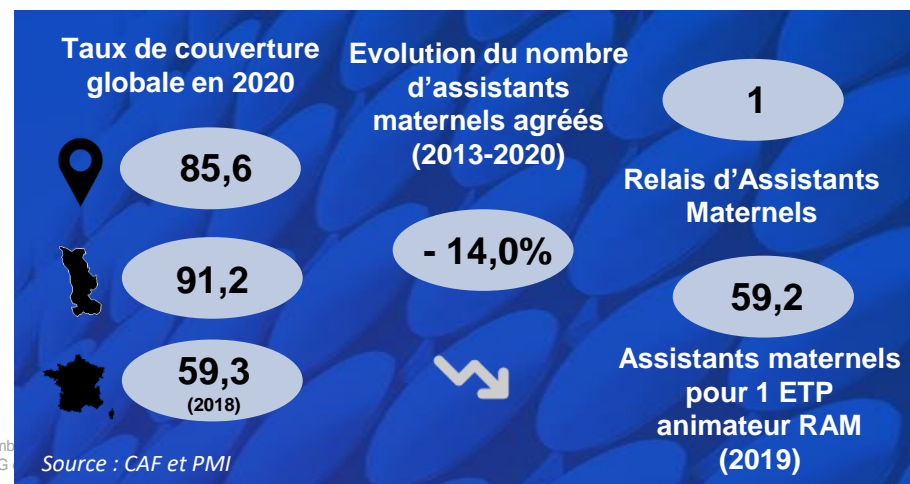 Taux de couverture
globale en 2020
85,6
91,2
59,3
(2018)
Evolution du nombre
d'assistants
maternels agréés
(2013-2020)
- 14,0%
1
Relais d'Assistants
Maternels
59,2
Assistants maternels
pour 1 ETP
animateur RAM
(2019)
Source : CAF et PMI